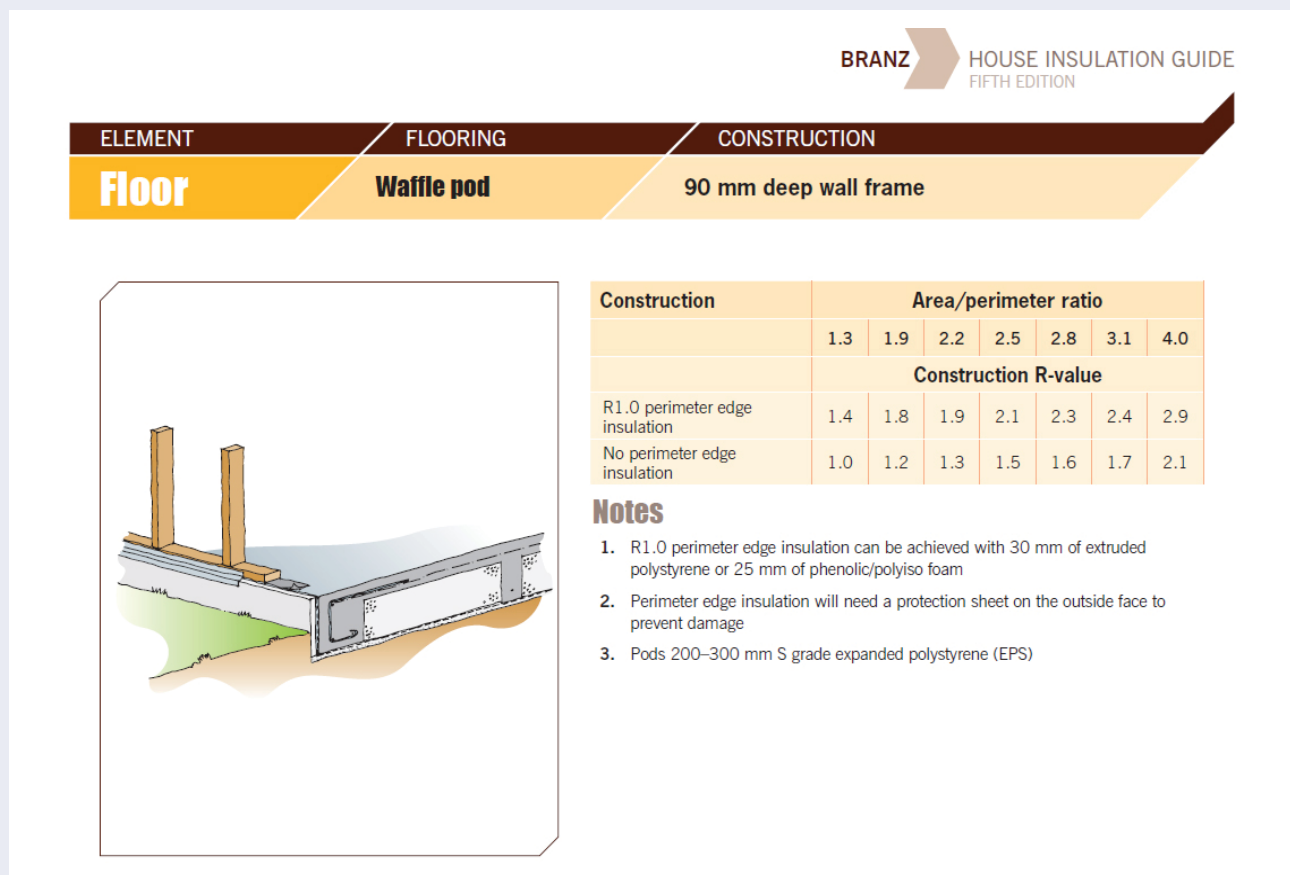 BRANZ HOUSE INSULATION GUIDE
FIFTH EDITION
ELEMENT FLOORING CONSTRUCTION
Floor Waffle pod 90 mm deep wall frame
Construction Area/perimeter ratio
1.3 1.9 2.2 2.5 2.8 3.1 4.0
Construction R-value
R1.0 perimeter edge
insulation
1.4 1.8 1.9 2.1 2.3 2.4 2.9
No perimeter edge
insulation
1.0 1.2 1.3 1.5 1.6 1.7 2.1
Notes
1. R1.0 perimeter edge insulation can be achieved with 30 mm of extruded
polystyrene or 25 mm of phenolic/polyiso foam
2. Perimeter edge insulation will need a protection sheet on the outside face to
prevent damage
3. Pods 200–300 mm S grade expanded polystyrene (EPS)